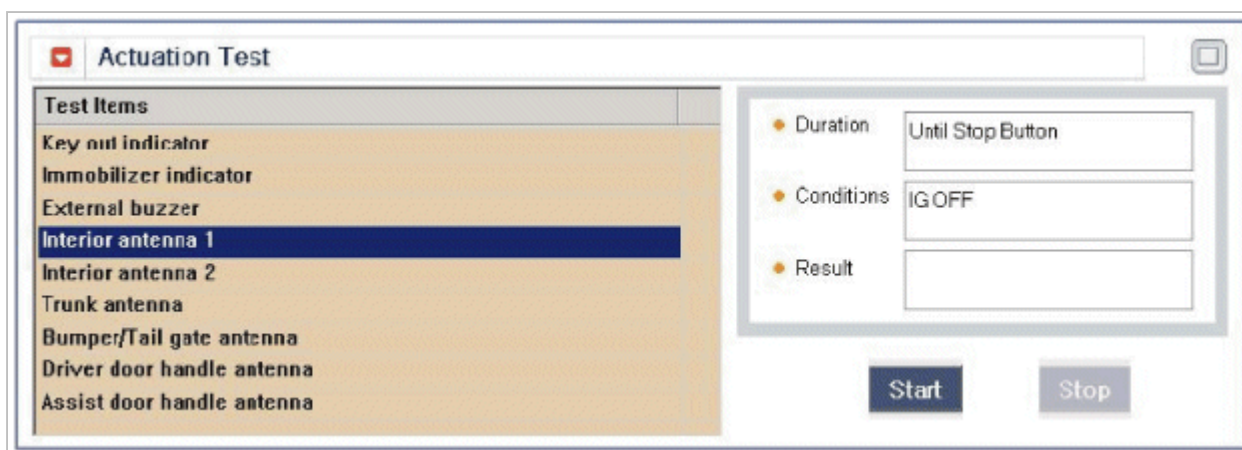 Actuation Test
Test Items
Key out indicator
Immobilizer indicator
External buzzer
Interior antenna 1
Interior antenna 2
Trunk antenna
Bumper/Tail gate antenna
Driver door handle antenna
Assist door handle antenna
Duration
Until Stop Button
Conditions
IG OFF
Result
Start
Stop